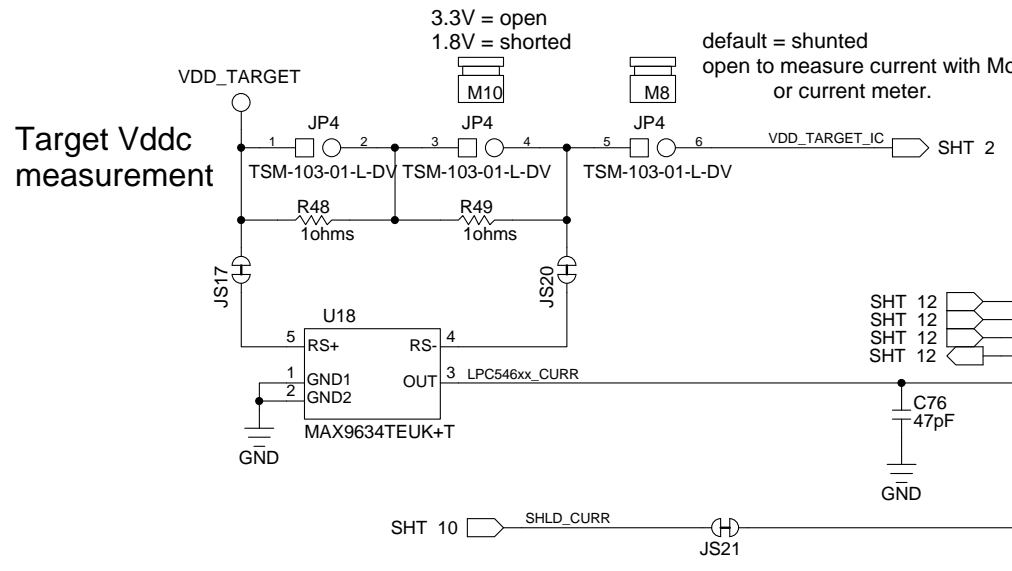 3.3V = open
1.8V = shorted
default = shunted
open to measure current with Mo
or current meter.
VDD_TARGET
M10
M8
Target Vddc
measurement
JP4
JP4
JP4
1
2
3
4
5
6
VDD_TARGET_IC
SHT 2
TSM-103-01-L-DV
TSM-103-01-L-DV
TSM-103-01-L-DV
R48
1ohms
R49
1ohms
JS17
JS20
U18
5
RS+
RS-
4
1
GND1
2
GND2
OUT
3
LPC546xx_CURR
MAX9634TEUK+T
GND
SHT 12
SHT 12
SHT 12
SHT 12
C76
47pF
GND
SHT 10
SHLD_CURR
JS21